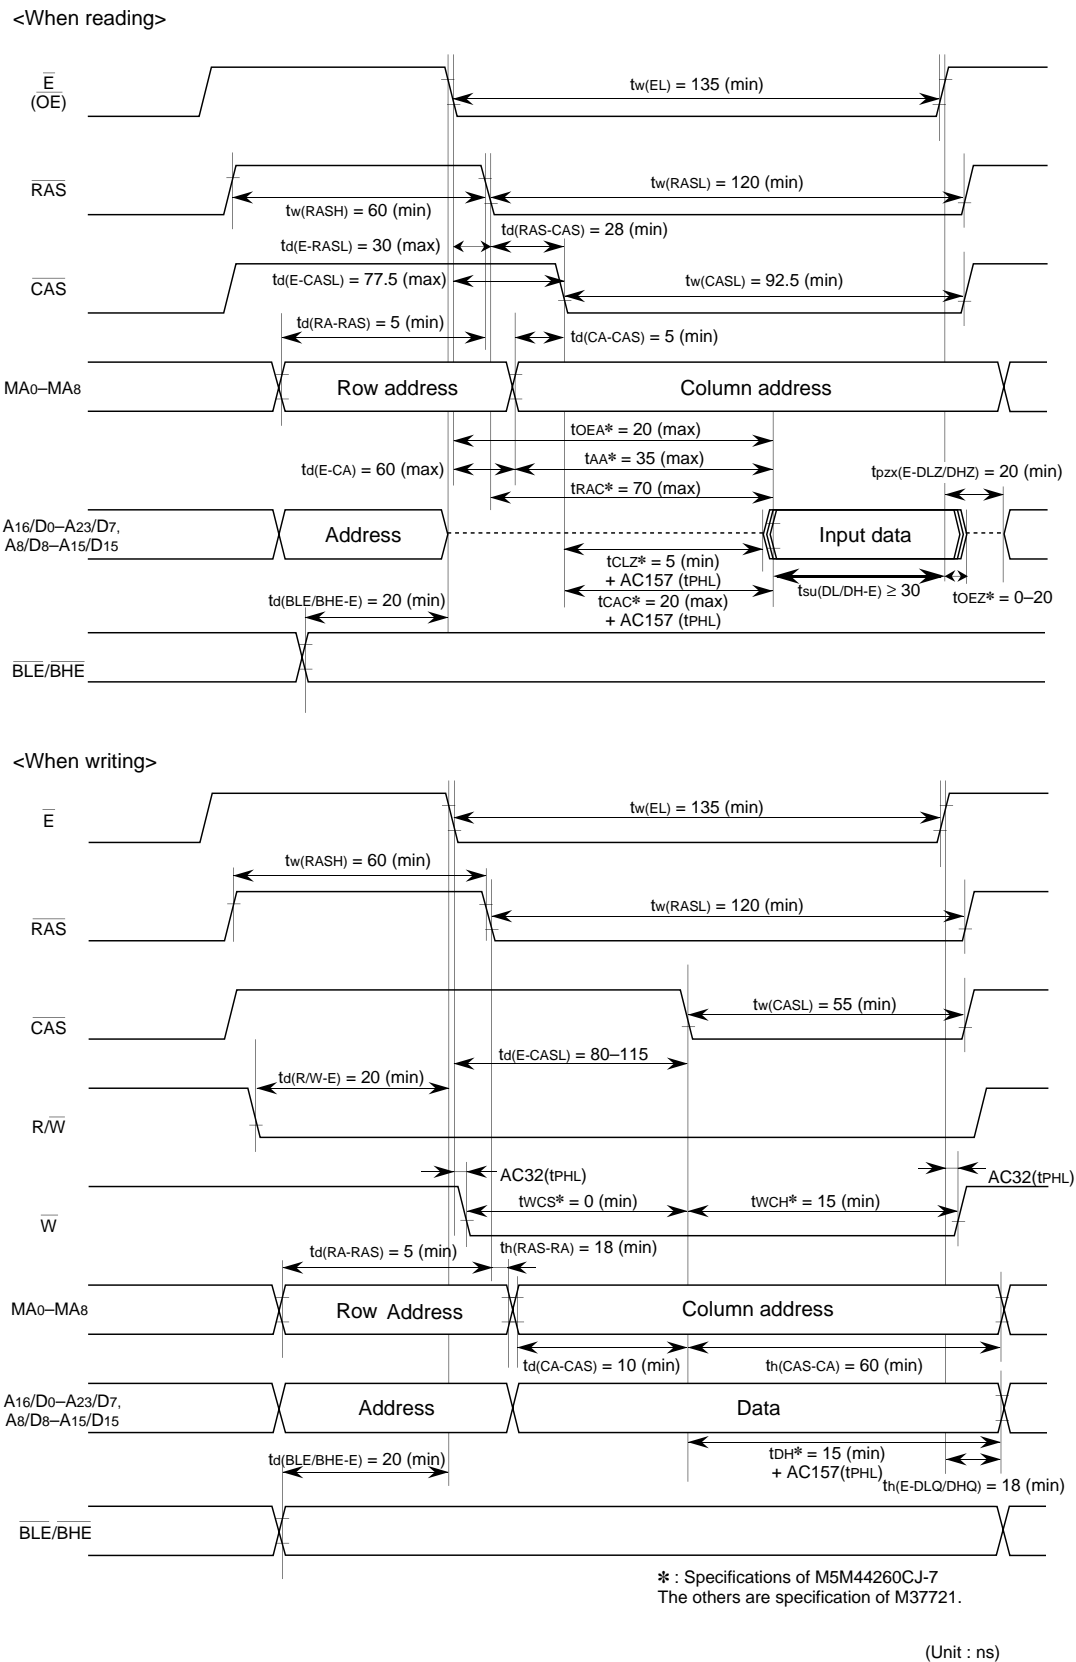 <When reading>
E
(OE)
tw(EL) = 135 (min)
RAS
tw(RASL) = 120 (min)
tw(RASH) = 60 (min)
td(RAS-CAS) = 28 (min)
td(E-RASL) = 30 (max)
CAS
td(E-CASL) = 77.5 (max)
tw(CASL) = 92.5 (min)
td(RA-RAS) = 5 (min)
td(CA-CAS) = 5 (min)
MA0–MA8
Row address
Column address
tOEA* = 20 (max)
td(E-CA) = 60 (max)
tAA* = 35 (max)
tpzx(E-DLZ/DHZ) = 20 (min)
tRAC* = 70 (max)
A16/D0–A23/D7,
A8/D8–A15/D15
Address
Input data
tCLZ* = 5 (min)
+ AC157 (tPHL)
tsu(DL/DH-E) ≥ 30
tOEZ* = 0–20
td(BLE/BHE-E) = 20 (min)
tCAC* = 20 (max)
+ AC157 (tPHL)
BLE/BHE
<When writing>
E
tw(EL) = 135 (min)
tw(RASH) = 60 (min)
RAS
tw(RASL) = 120 (min)
CAS
tw(CASL) = 55 (min)
td(E-CASL) = 80–115
td(R/W-E) = 20 (min)
R/W
AC32(tPHL)
AC32(tPHL)
W
tWCS* = 0 (min)
tWCH* = 15 (min)
td(RA-RAS) = 5 (min)
th(RAS-RA) = 18 (min)
MA0–MA8
Row Address
Column address
td(CA-CAS) = 10 (min)
th(CAS-CA) = 60 (min)
A16/D0–A23/D7,
A8/D8–A15/D15
Address
Data
td(BLE/BHE-E) = 20 (min)
tDH* = 15 (min)
+ AC157(tPHL)
th(E-DLQ/DHQ) = 18 (min)
BLE/BHE
* : Specifications of M5M44260CJ-7
The others are specification of M37721.
(Unit : ns)